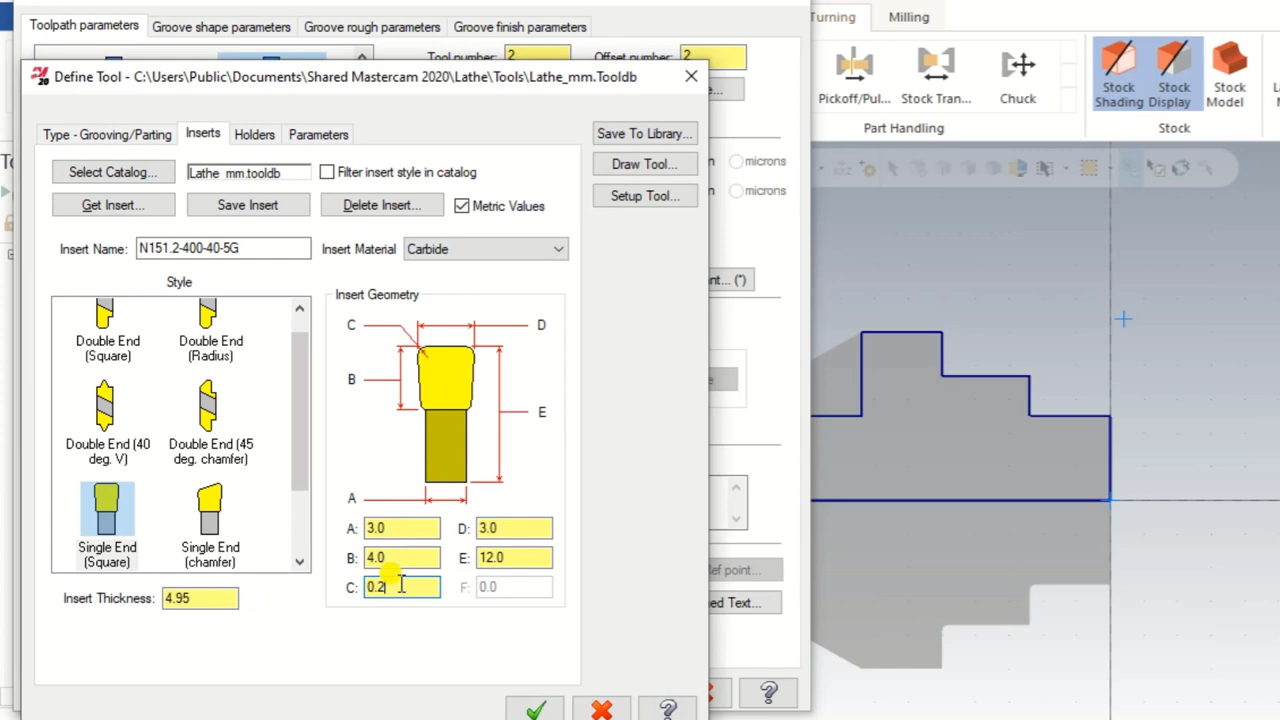 Toolpath parameters Groove shape parameters Groove rough parameters Groove finish parameters Turning Milling
Tool number: 2 Offset number: 2
Define Tool - C:\Users\Public\Documents\Shared Mastercam 2020\Lathe\Tools\Lathe_mm.Tooldb
Type - Grooving/Parting Inserts Holders Parameters
Save To Library...
Draw Tool...
Setup Tool...
Select Catalog... Lathe_mm.tooldb Filter insert style in catalog
Get Insert... Save Insert Delete Insert... Metric Values
Insert Name: N151.2-400-40-5G Insert Material Carbide
Style
Double End (Square)
Double End (Radius)
Double End (40 deg. V)
Double End (45 deg. chamfer)
Single End (Square)
Single End (chamfer)
Insert Thickness: 4.95
Insert Geometry
C D
B E
A
A: 3.0 D: 3.0
B: 4.0 E: 12.0
C: 0.2 F: 0.0
microns
microns
(*)
ef point...
ed Text...
Pickoff/Pul... Stock Tran... Chuck
Part Handling
Stock Shading
Stock Display
Stock Model
Stock
20